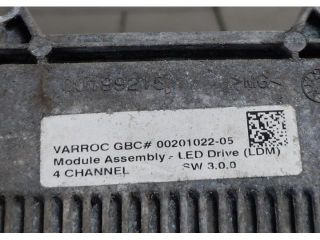 VARROC GBC# 00201022-05
Module Assembly - LED Drive (LDM)
4 CHANNEL SW 3.0.0